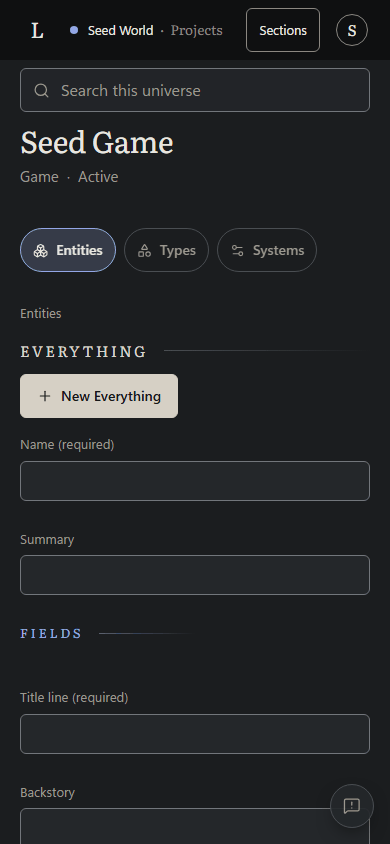 L Seed World · Projects Sections S
Search this universe
Seed Game
Game · Active
Entities Types Systems
Entities
EVERYTHING
+ New Everything
Name (required)
Summary
FIELDS
Title line (required)
Backstory